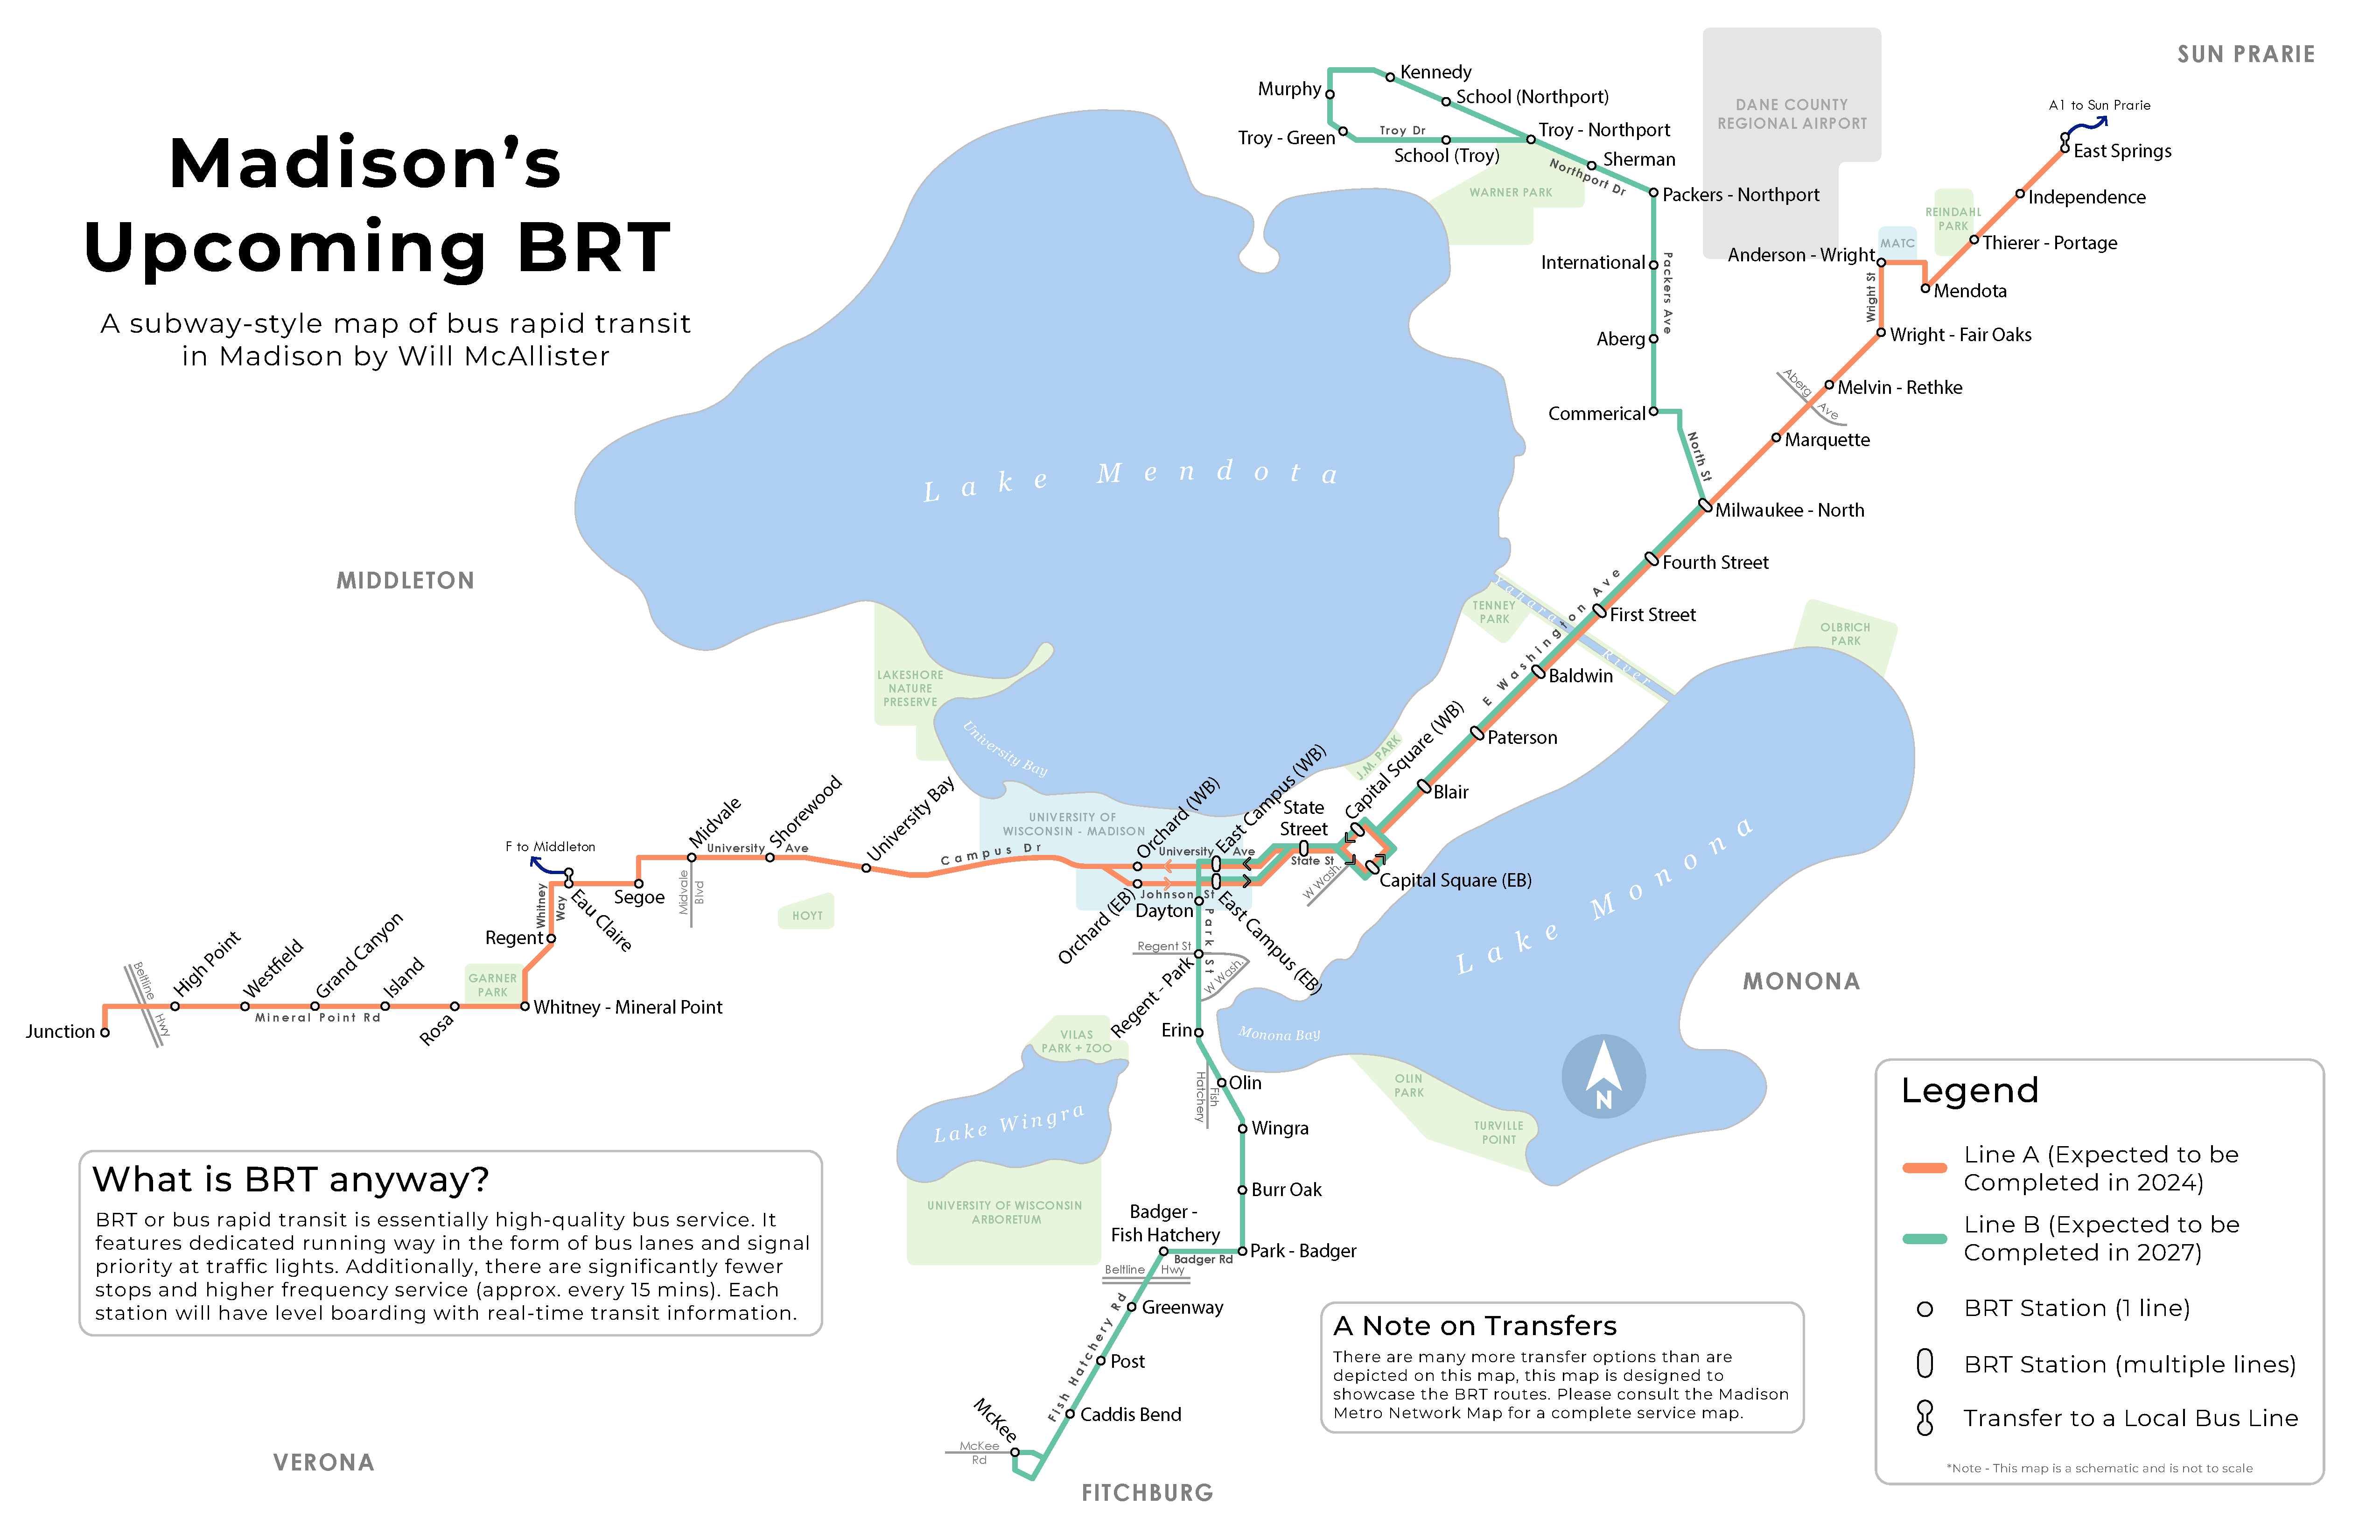 Madison's
Upcoming BRT
A subway-style map of bus rapid transit
in Madison by Will McAllister
SUN PRARIE
A1 to Sun Prarie
East Springs
Independence
REINDAHL
PARK
Thierer - Portage
DANE COUNTY
REGIONAL AIRPORT
MATC
Anderson - Wright
Wright St
Mendota
Wright - Fair Oaks
Melvin - Rethke
Aberg Ave
Marquette
Kennedy
Murphy
School (Northport)
Troy - Green
Troy Dr
School (Troy)
Troy - Northport
Sherman
Northport Dr
WARNER PARK
Packers - Northport
International
Packers Ave
Aberg
Commerical
North St
Milwaukee - North
Fourth Street
First Street
E Washington Ave
Yahara River
TENNEY
PARK
Baldwin
Paterson
Blair
OLBRICH
PARK
Lake Mendota
MIDDLETON
LAKESHORE
NATURE
PRESERVE
University Bay
J.M. PARK
Capital Square (WB)
Capital Square (EB)
State
Street
State St
W Wash.
East Campus (WB)
East Campus (EB)
Orchard (WB)
Orchard (EB)
UNIVERSITY OF
WISCONSIN - MADISON
University Ave
Johnson St
Campus Dr
University Bay
Shorewood
Midvale
University Ave
Midvale
Blvd
HOYT
Segoe
F to Middleton
Eau Claire
Whitney
Way
Regent
GARNER
PARK
Whitney - Mineral Point
Rosa
Island
Grand Canyon
Westfield
High Point
Mineral Point Rd
Beltline Hwy
Junction
Dayton
Park St
Regent St
Regent - Park
W Wash.
Erin
Monona Bay
Lake Monona
MONONA
VILAS
PARK + ZOO
Lake Wingra
Olin
Fish
Hatchery
OLIN
PARK
TURVILLE
POINT
Wingra
Burr Oak
UNIVERSITY OF WISCONSIN
ARBORETUM
Badger -
Fish Hatchery
Park - Badger
Badger Rd
Beltline Hwy
Greenway
Fish Hatchery Rd
Post
Caddis Bend
McKee
McKee
Rd
FITCHBURG
VERONA
N
What is BRT anyway?
BRT or bus rapid transit is essentially high-quality bus service. It
features dedicated running way in the form of bus lanes and signal
priority at traffic lights. Additionally, there are significantly fewer
stops and higher frequency service (approx. every 15 mins). Each
station will have level boarding with real-time transit information.
A Note on Transfers
There are many more transfer options than are
depicted on this map, this map is designed to
showcase the BRT routes. Please consult the Madison
Metro Network Map for a complete service map.
Legend
Line A (Expected to be
Completed in 2024)
Line B (Expected to be
Completed in 2027)
BRT Station (1 line)
BRT Station (multiple lines)
Transfer to a Local Bus Line
*Note - This map is a schematic and is not to scale